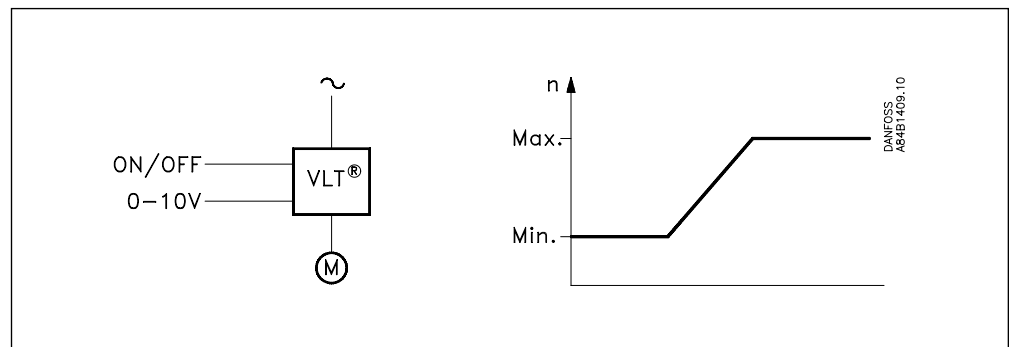 ON/OFF
0-10V
VLT®
M
n
Max.
Min.
DANFOSS
A84B1409.10